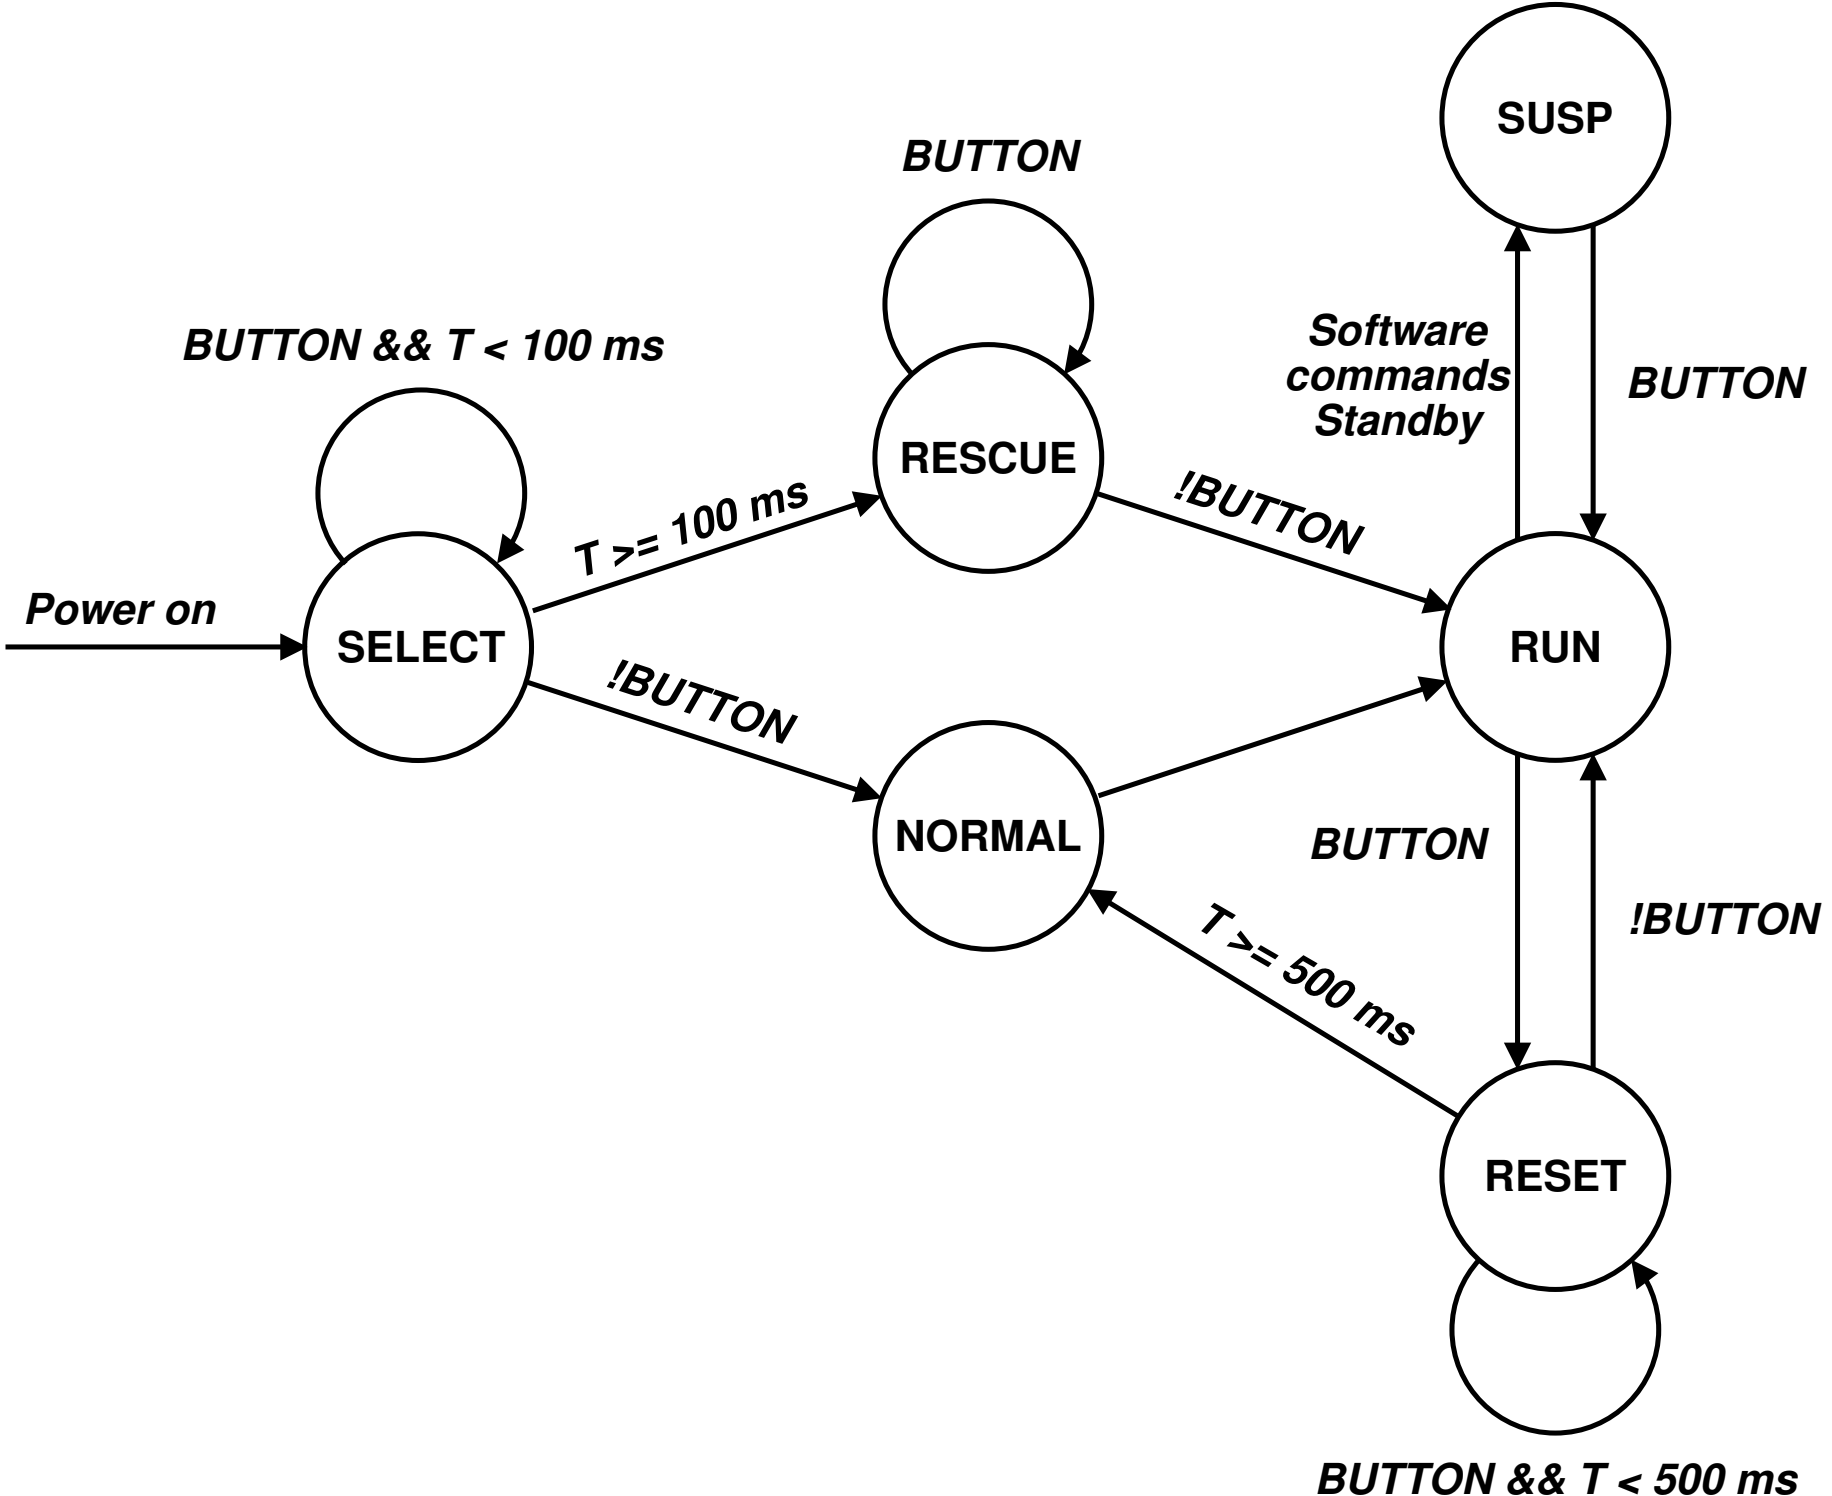 SUSP
BUTTON
BUTTON && T < 100 ms
Software
commands
Standby
BUTTON
RESCUE
T >= 100 ms
!BUTTON
Power on
SELECT
RUN
!BUTTON
NORMAL
BUTTON
!BUTTON
T >= 500 ms
RESET
BUTTON && T < 500 ms